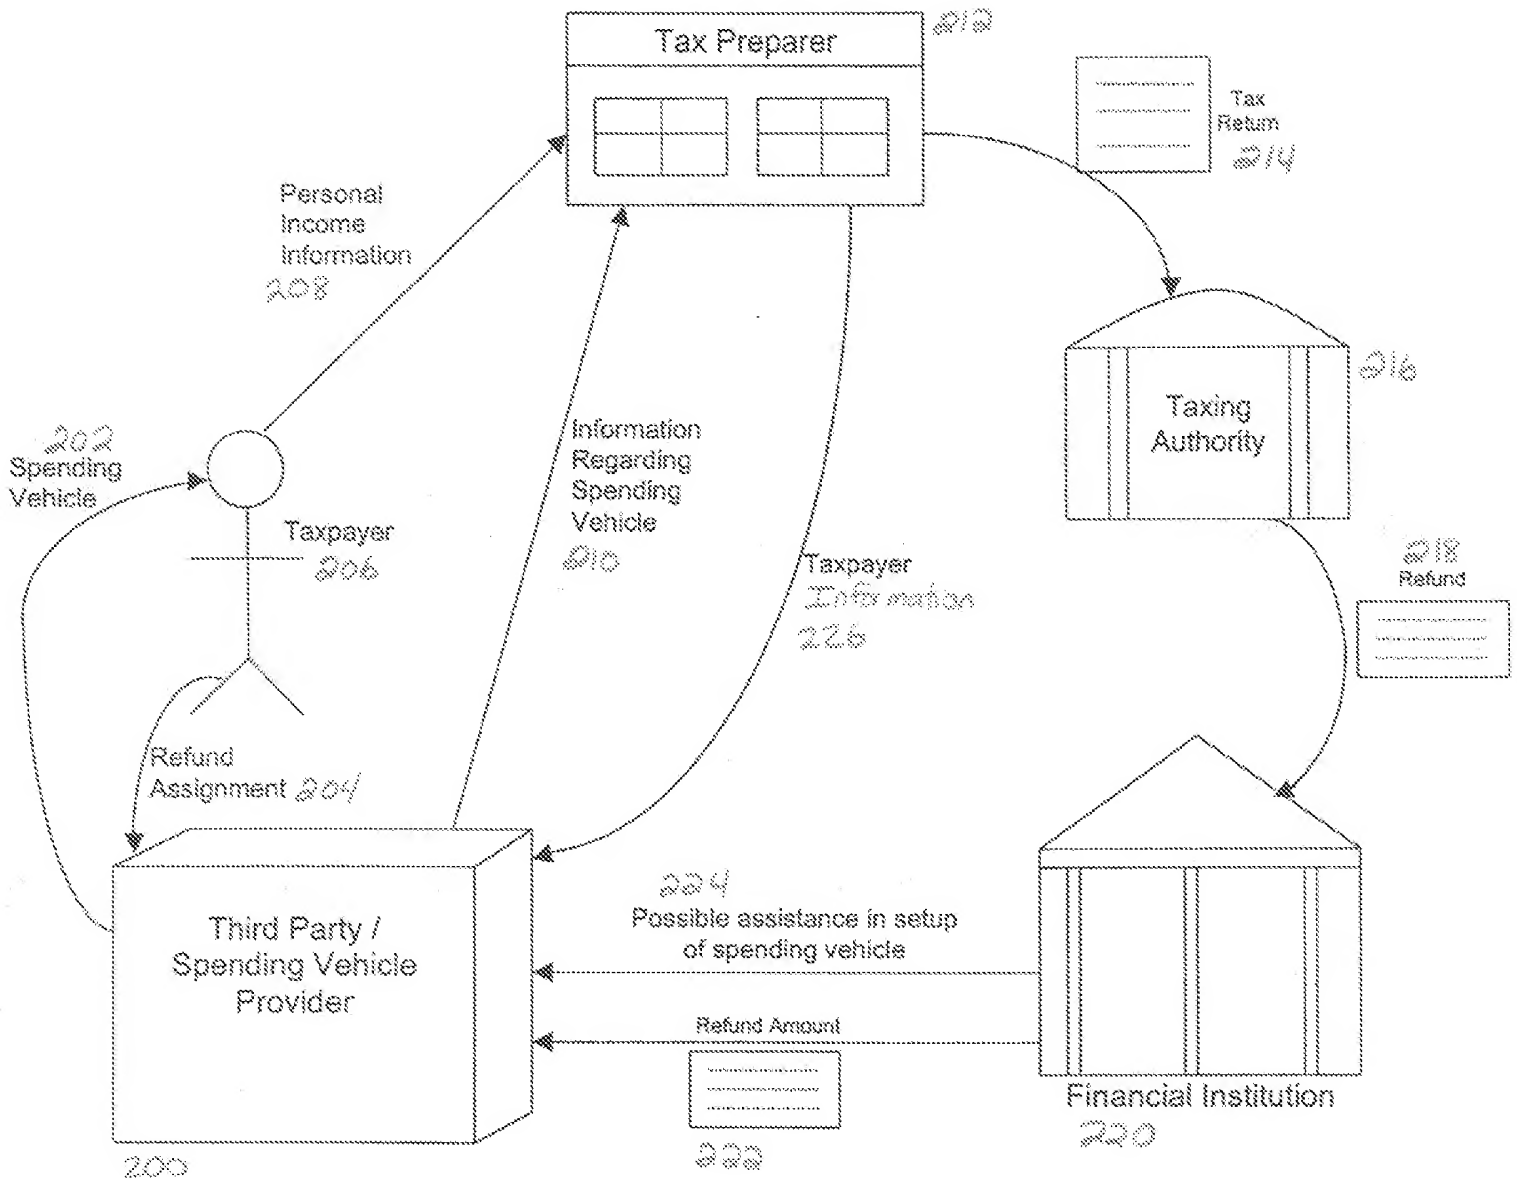 Tax Preparer
212
Tax
Return
214
Personal
Income
Information
208
216
Taxing
Authority
202
Spending
Vehicle
Taxpayer
206
Information
Regarding
Spending
Vehicle
210
Taxpayer
Information
226
218
Refund
Refund
Assignment 204
224
Possible assistance in setup
of spending vehicle
Third Party /
Spending Vehicle
Provider
Refund Amount
Financial Institution
220
222
200